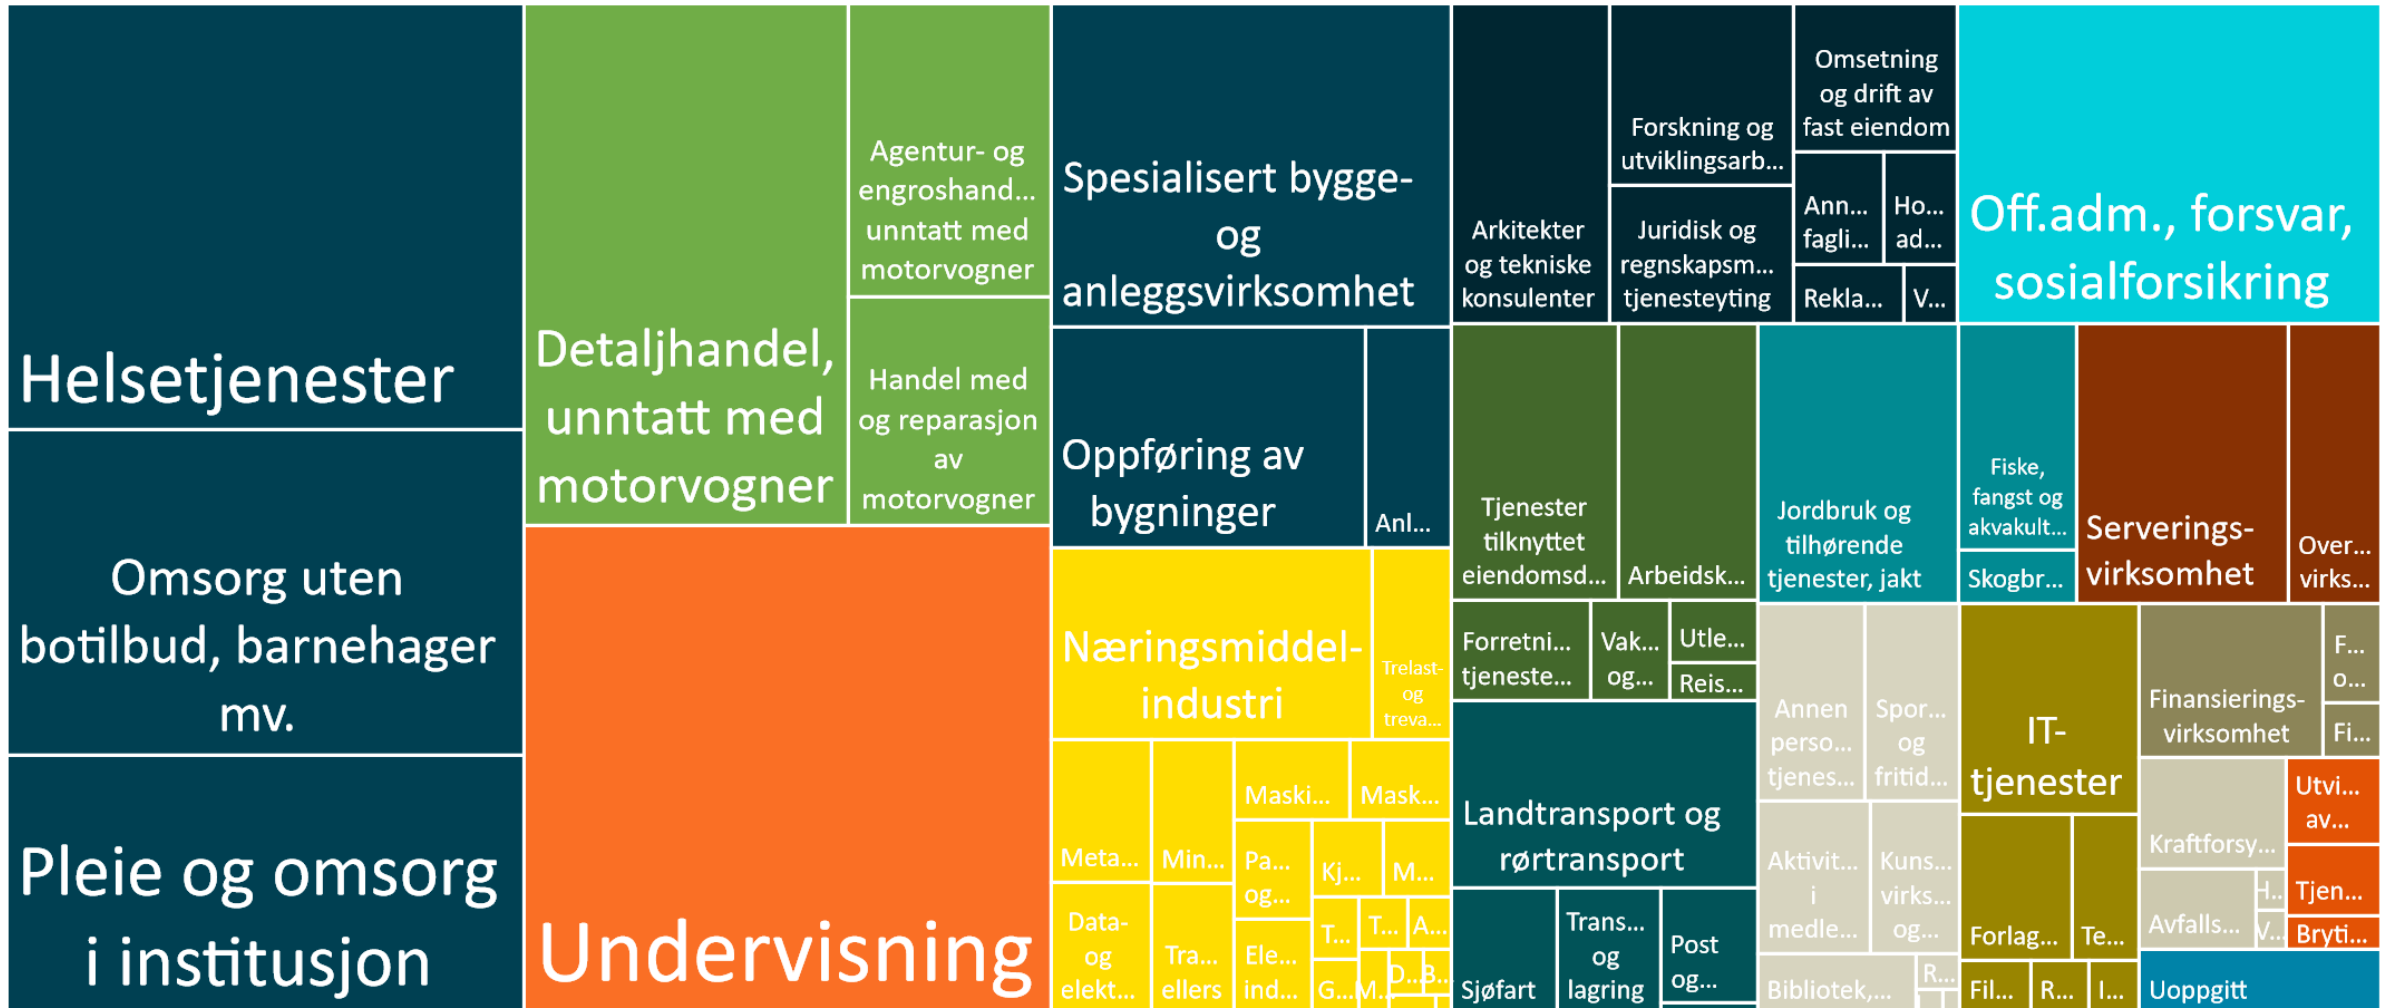 Helsetjenester
Omsorg uten
botilbud, barnehager
mv.
Pleie og omsorg
i institusjon
Detaljhandel,
unntatt med
motorvogner
Agentur- og
engroshand...
unntatt med
motorvogner
Handel med
og reparasjon
av
motorvogner
Undervisning
Spesialisert bygge-
og
anleggsvirksomhet
Oppføring av
bygninger
Anl...
Næringsmiddel-
industri
Trelast-
og
treva...
Meta...
Min...
Maski...
Mask...
Pa...
og...
Kj...
M...
Data-
og
elekt...
Tra...
ellers
Ele...
ind...
T...
T...
A...
G...
M...
D...
B...
Arkitekter
og tekniske
konsulenter
Forskning og
utviklingsarb...
Juridisk og
regnskapsm...
tjenesteyting
Omsetning
og drift av
fast eiendom
Ann...
fagli...
Ho...
ad...
Rekla...
V...
Off.adm., forsvar,
sosialforsikring
Tjenester
tilknyttet
eiendomsd...
Arbeidsk...
Forretni...
tjeneste...
Vak...
og...
Utle...
Reis...
Jordbruk og
tilhørende
tjenester, jakt
Fiske,
fangst og
akvakult...
Skogbr...
Serverings-
virksomhet
Over...
virks...
Landtransport og
rørtransport
Sjøfart
Trans...
og
lagring
Post
og...
Annen
perso...
tjenes...
Spor...
og
fritid...
Aktivit...
i
medle...
Kuns...
virks...
og...
Bibliotek,...
R...
IT-
tjenester
Forlag...
Te...
Fil...
R...
I...
Finansierings-
virksomhet
F...
o...
Fi...
Kraftforsy...
Avfalls...
H...
V...
Utvi...
av...
Tjen...
Bryti...
Uoppgitt